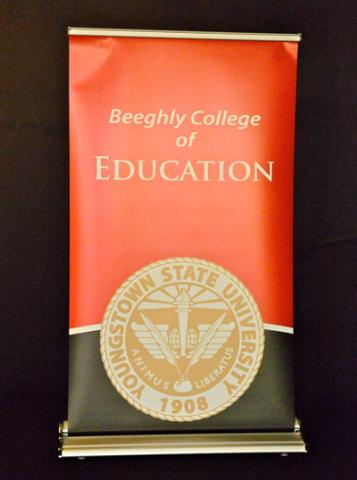 Beeghly College
of
EDUCATION
YOUNGSTOWN STATE UNIVERSITY
ANIMUS LIBERATUS
1908